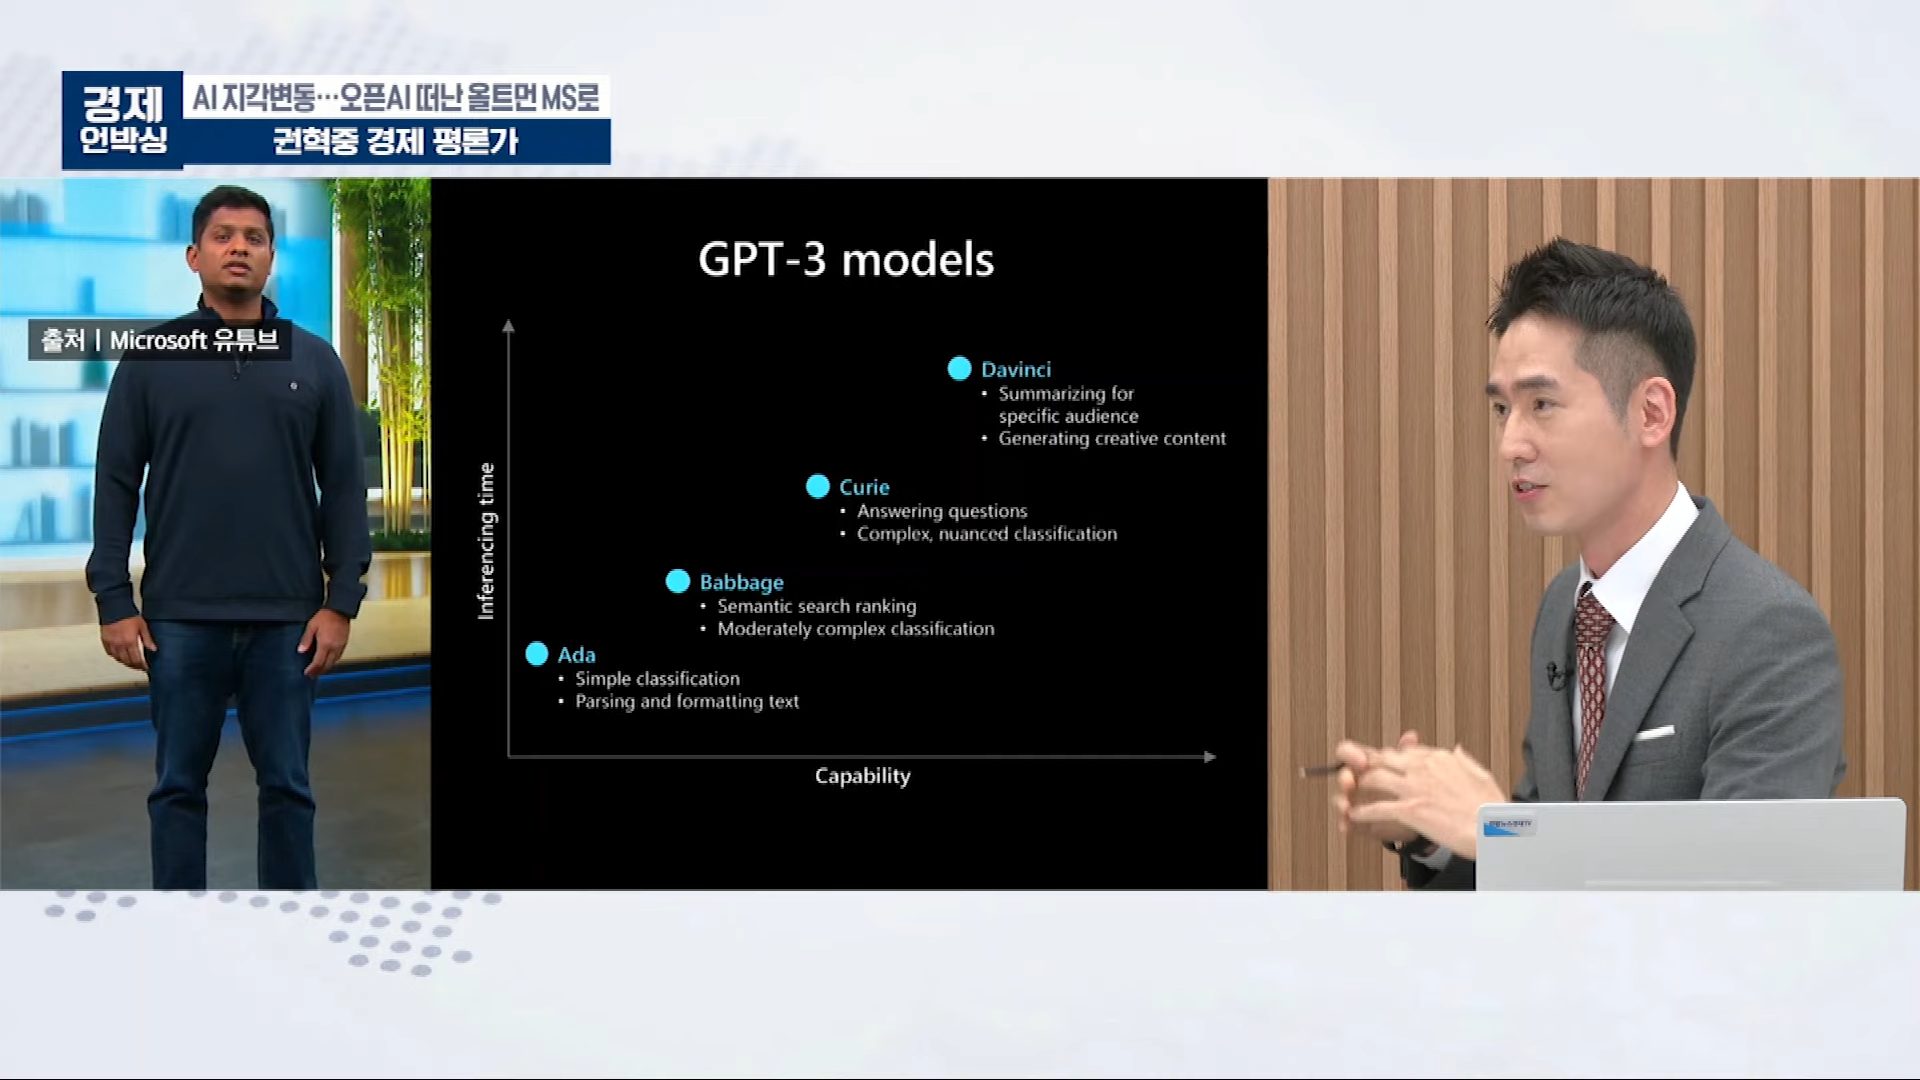 경제
언박싱
AI 지각변동…오픈AI 떠난 올트먼 MS로
권혁중 경제 평론가
출처 | Microsoft 유튜브
GPT-3 models
Inferencing time
Davinci
• Summarizing for
specific audience
• Generating creative content
Curie
• Answering questions
• Complex, nuanced classification
Babbage
• Semantic search ranking
• Moderately complex classification
Ada
• Simple classification
• Parsing and formatting text
Capability